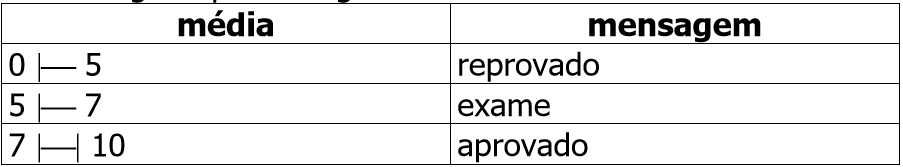 média mensagem
0 |— 5 reprovado
5 |— 7 exame
7 |—| 10 aprovado